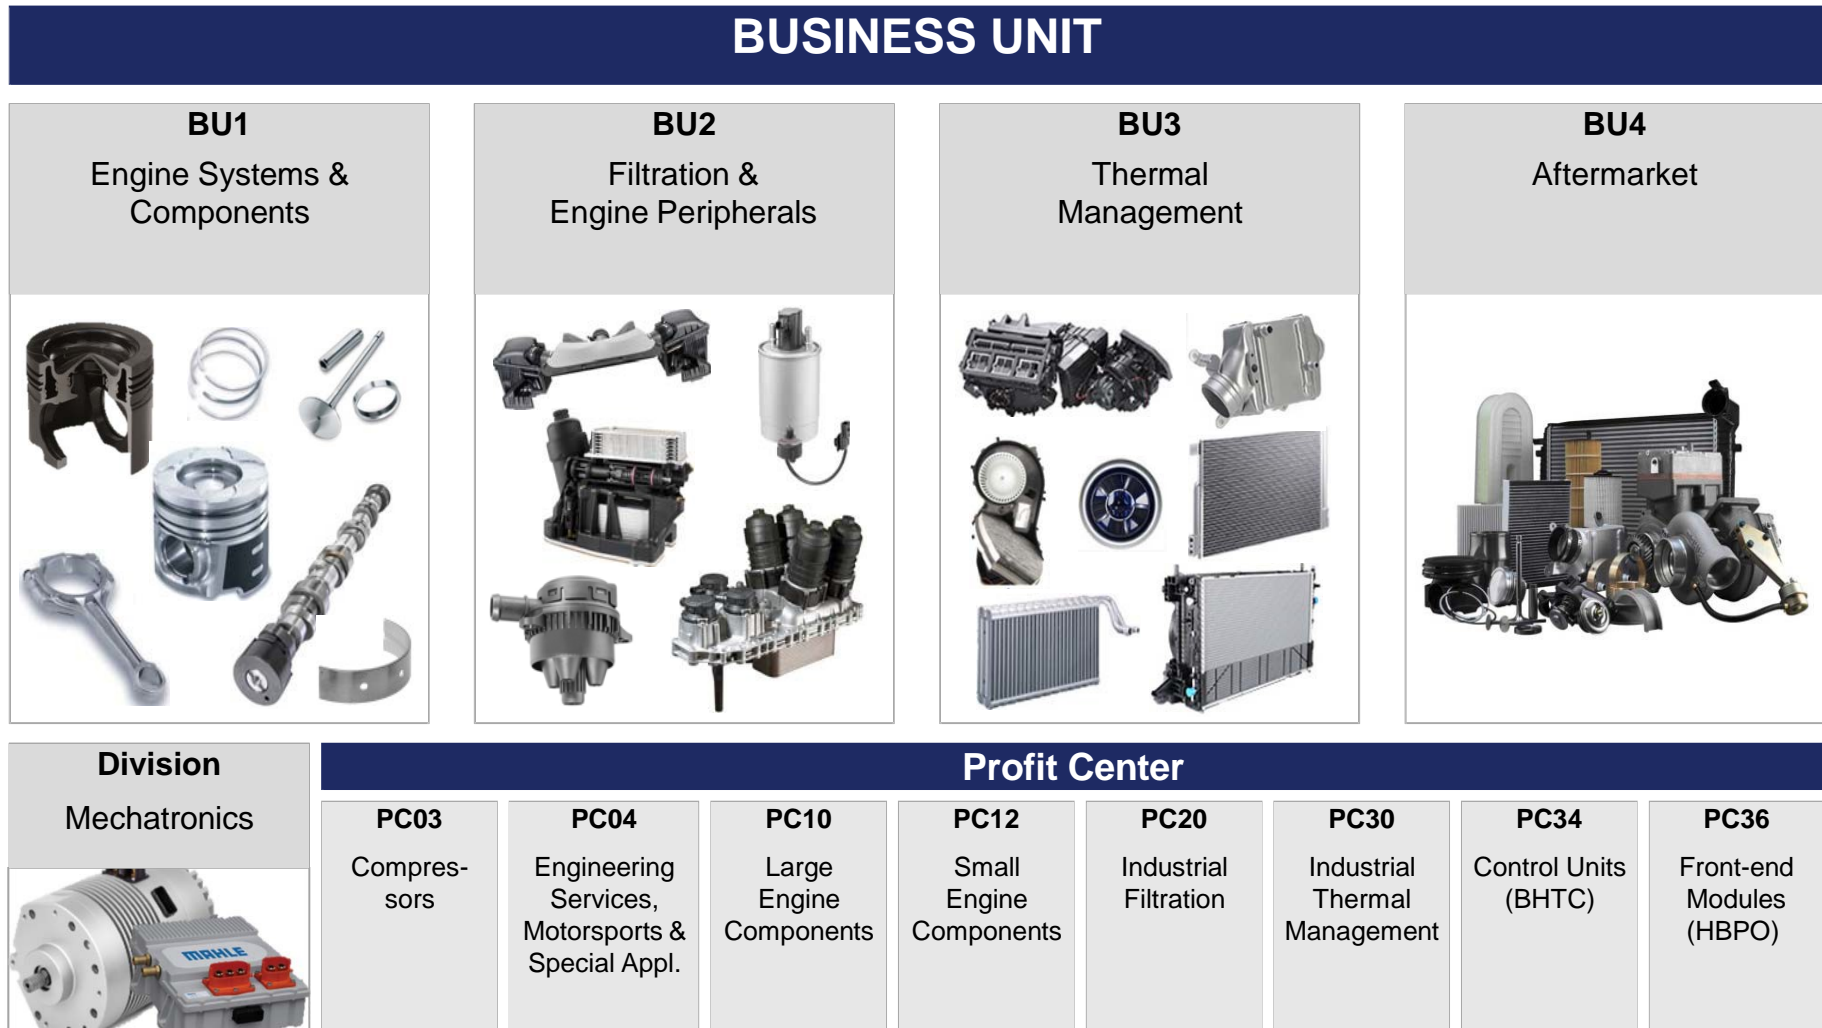 BUSINESS UNIT
BU1
Engine Systems &
Components
BU2
Filtration &
Engine Peripherals
BU3
Thermal
Management
BU4
Aftermarket
Division
Mechatronics
MAHLE
Profit Center
PC03
Compres-
sors
PC04
Engineering
Services,
Motorsports &
Special Appl.
PC10
Large
Engine
Components
PC12
Small
Engine
Components
PC20
Industrial
Filtration
PC30
Industrial
Thermal
Management
PC34
Control Units
(BHTC)
PC36
Front-end
Modules
(HBPO)